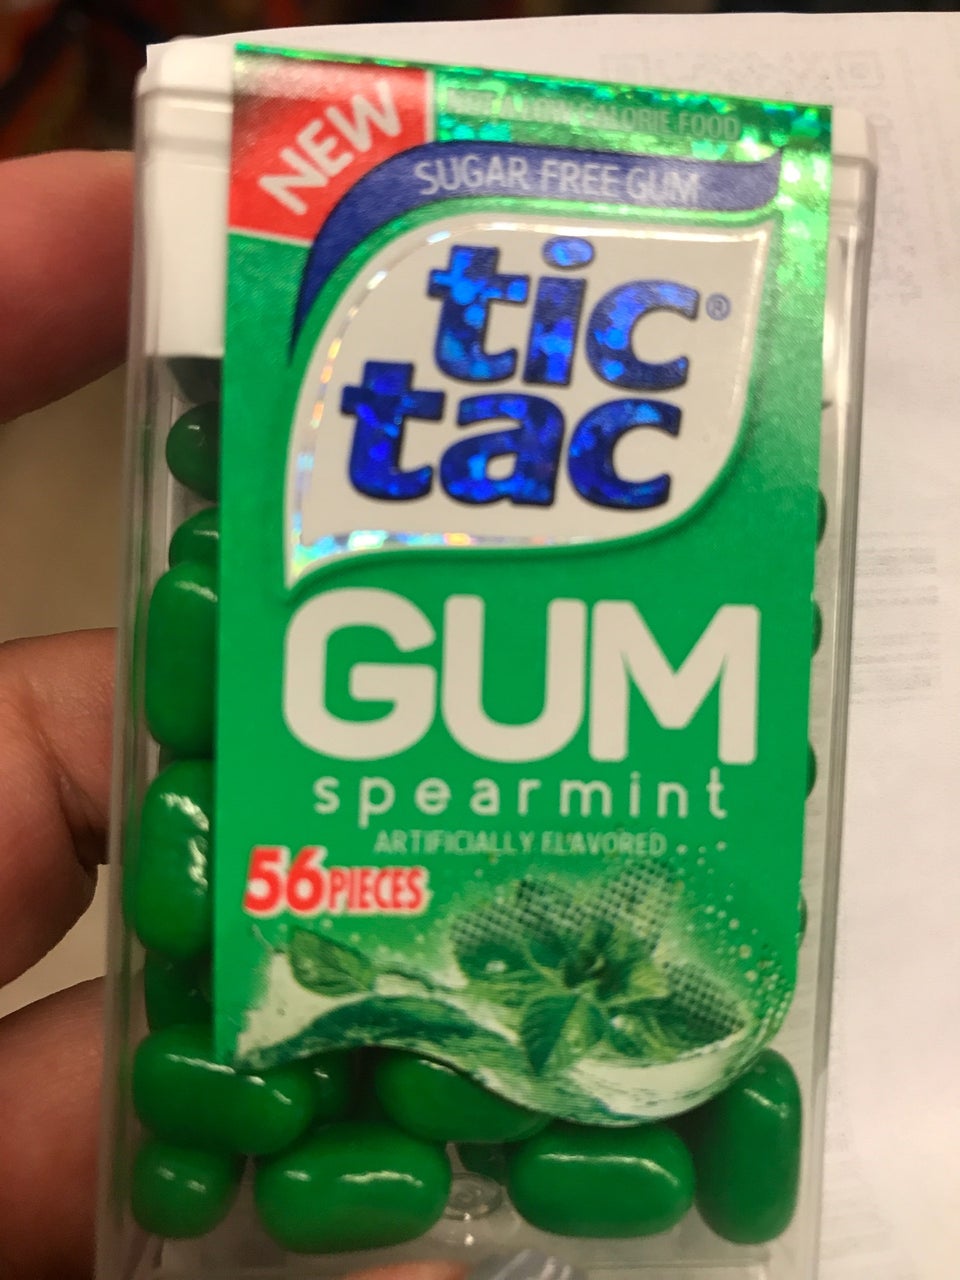 NEW
NOT A LOW CALORIE FOOD
SUGAR FREE GUM
tic
tac®
GUM
spearmint
ARTIFICIALLY FLAVORED
56 PIECES